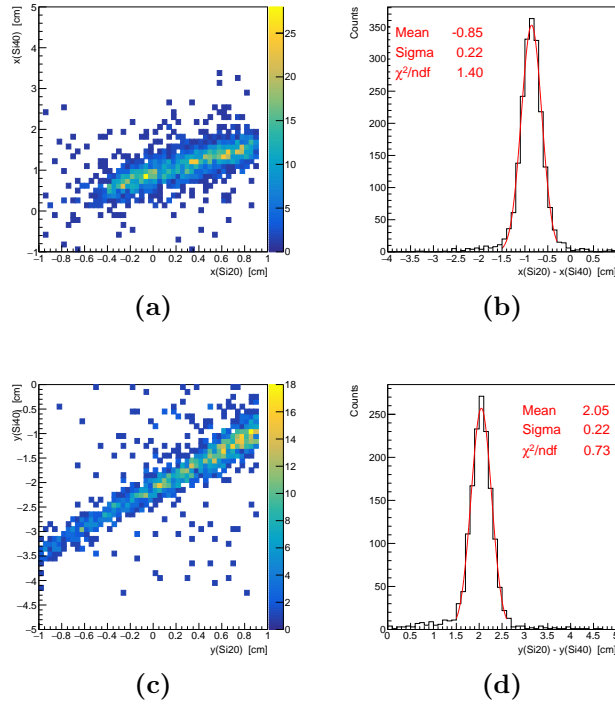 x(Si40) [cm]
5
4
3
2
1
0
−1
−1 −0.8 −0.6 −0.4 −0.2 0 0.2 0.4 0.6 0.8 1
x(Si20) [cm]
25
20
15
10
5
0
(a)
Counts
350
300
250
200
150
100
50
0
−4 −3.5 −3 −2.5 −2 −1.5 −1 −0.5 0 0.5
x(Si20) - x(Si40) [cm]
Mean -0.85
Sigma 0.22
χ²/ndf 1.40
(b)
y(Si40) [cm]
0
−0.5
−1
−1.5
−2
−2.5
−3
−3.5
−4
−4.5
−5
−1 −0.8 −0.6 −0.4 −0.2 0 0.2 0.4 0.6 0.8 1
y(Si20) [cm]
18
16
14
12
10
8
6
4
2
0
(c)
Counts
250
200
150
100
50
0
0 0.5 1 1.5 2 2.5 3 3.5 4 4.5 5
y(Si20) - y(Si40) [cm]
Mean 2.05
Sigma 0.22
χ²/ndf 0.73
(d)